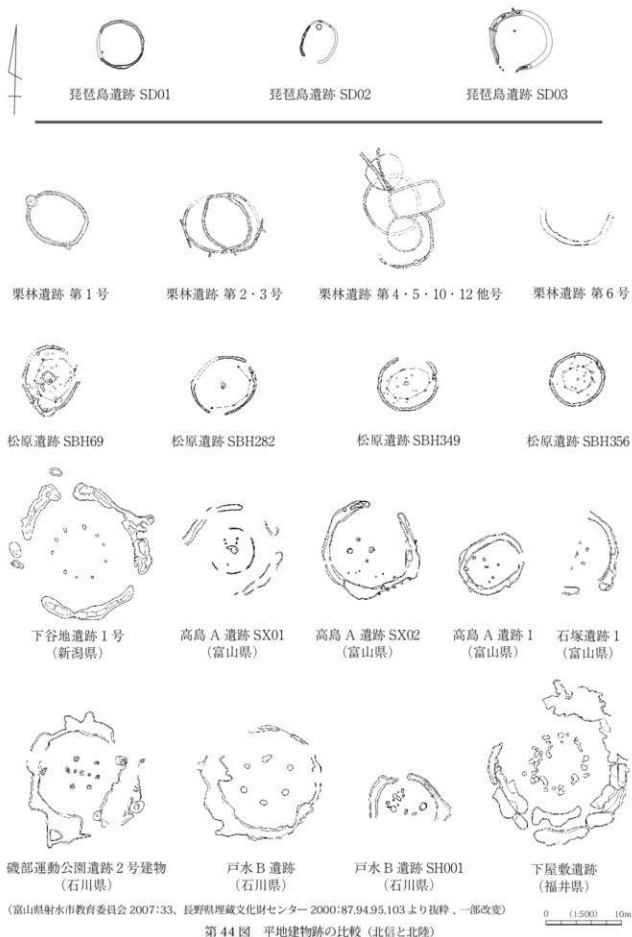 琵琶島遺跡 SD01
琵琶島遺跡 SD02
琵琶島遺跡 SD03
栗林遺跡 第1号
栗林遺跡 第2・3号
栗林遺跡 第4・5・10・12他号
栗林遺跡 第6号
松原遺跡 SBH69
松原遺跡 SBH282
松原遺跡 SBH349
松原遺跡 SBH356
下谷地遺跡1号
(新潟県)
高島 A 遺跡 SX01
(富山県)
高島 A 遺跡 SX02
(富山県)
高島 A 遺跡 1
(富山県)
石塚遺跡 1
(富山県)
磯部運動公園遺跡2号建物
(石川県)
戸水 B 遺跡
(石川県)
戸水 B 遺跡 SH001
(石川県)
下屋敷遺跡
(福井県)
(富山県射水市教育委員会 2007:33、長野県埋蔵文化財センター 2000:87,94,95,103 より抜粋、一部改変)
0 (1:500) 10m
第44図 平地建物跡の比較 (北信と北陸)